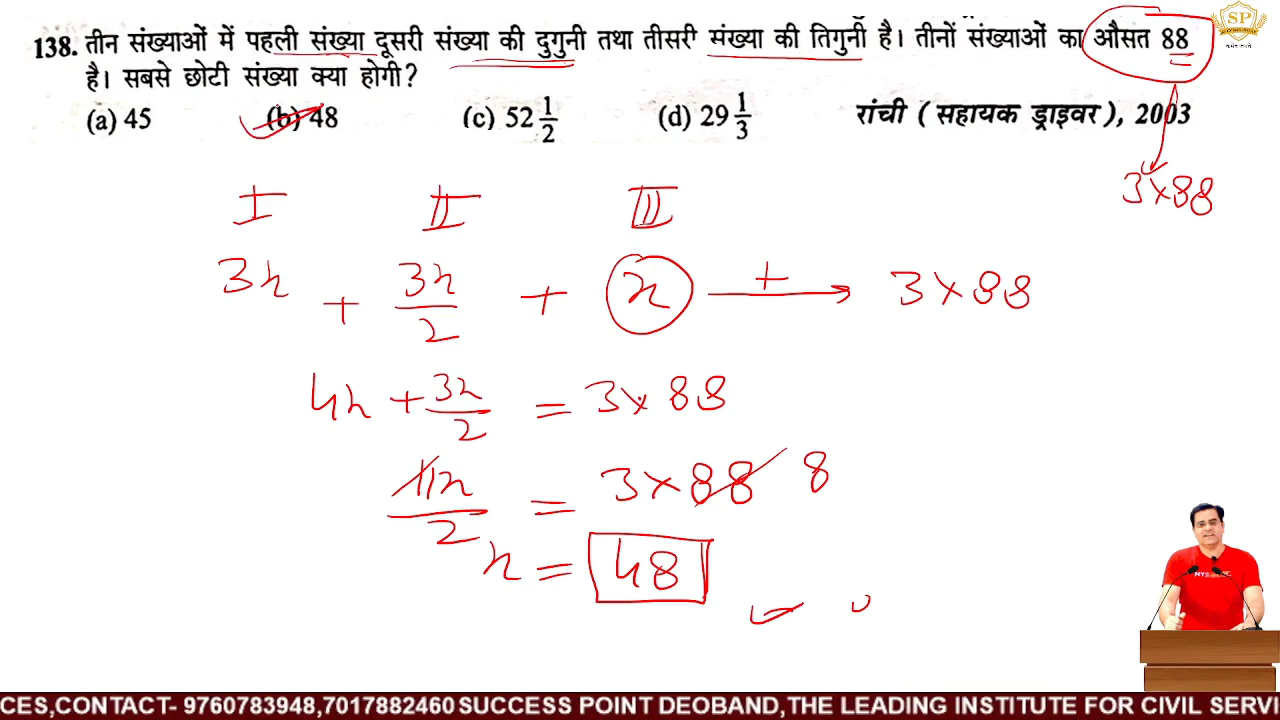 138. तीन संख्याओं में पहली संख्या दूसरी संख्या की दुगुनी तथा तीसरी संख्या की तिगुनी है। तीनों संख्याओं का औसत 88
है। सबसे छोटी संख्या क्या होगी?
(a) 45 (b) 48 (c) 52 1/2 (d) 29 1/3 रांची ( सहायक ड्राइवर ), 2003
3×88
I II III
3x + 3x/2 + x + → 3×88
4x + 3x/2 = 3×88
11x/2 = 3×88 8
x = 48
SP
CES,CONTACT- 9760783948,7017882460 SUCCESS POINT DEOBAND,THE LEADING INSTITUTE FOR CIVIL SERVI